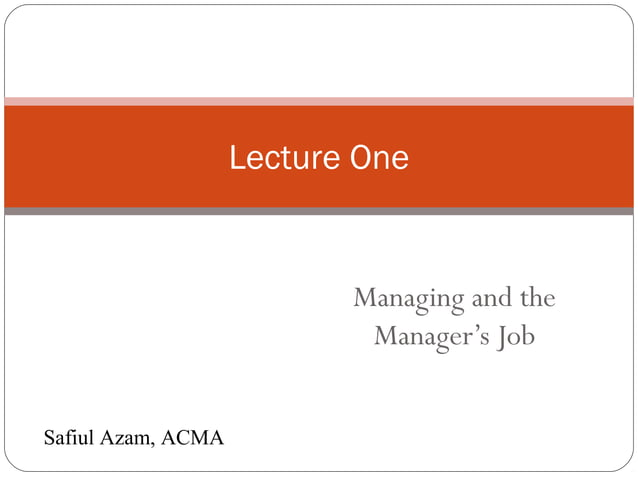 Lecture One
Managing and the
Manager’s Job
Safiul Azam, ACMA